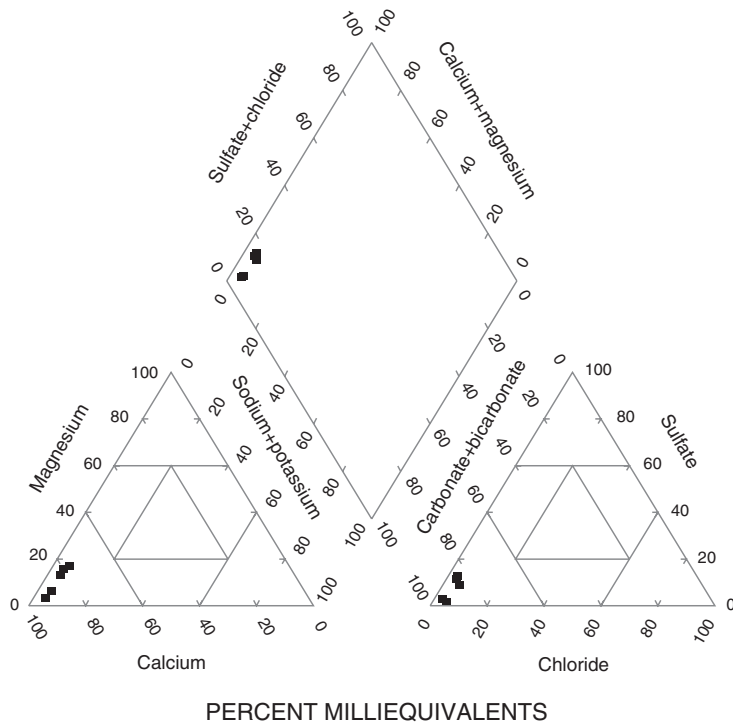 100 100
Sulfate+chloride
Calcium+magnesium
80 80
60 60
40 40
20 20
0 0
0 0
20 20
40 40
60 60
80 80
100 100
Sodium+potassium
Carbonate+bicarbonate
Magnesium
100 0
80 20
60 40
40 60
20 80
0 100
100 80 60 40 20 0
Calcium
Sulfate
0 100
20 80
40 60
60 40
80 20
100 0
0 20 40 60 80 100
Chloride
PERCENT MILLIEQUIVALENTS